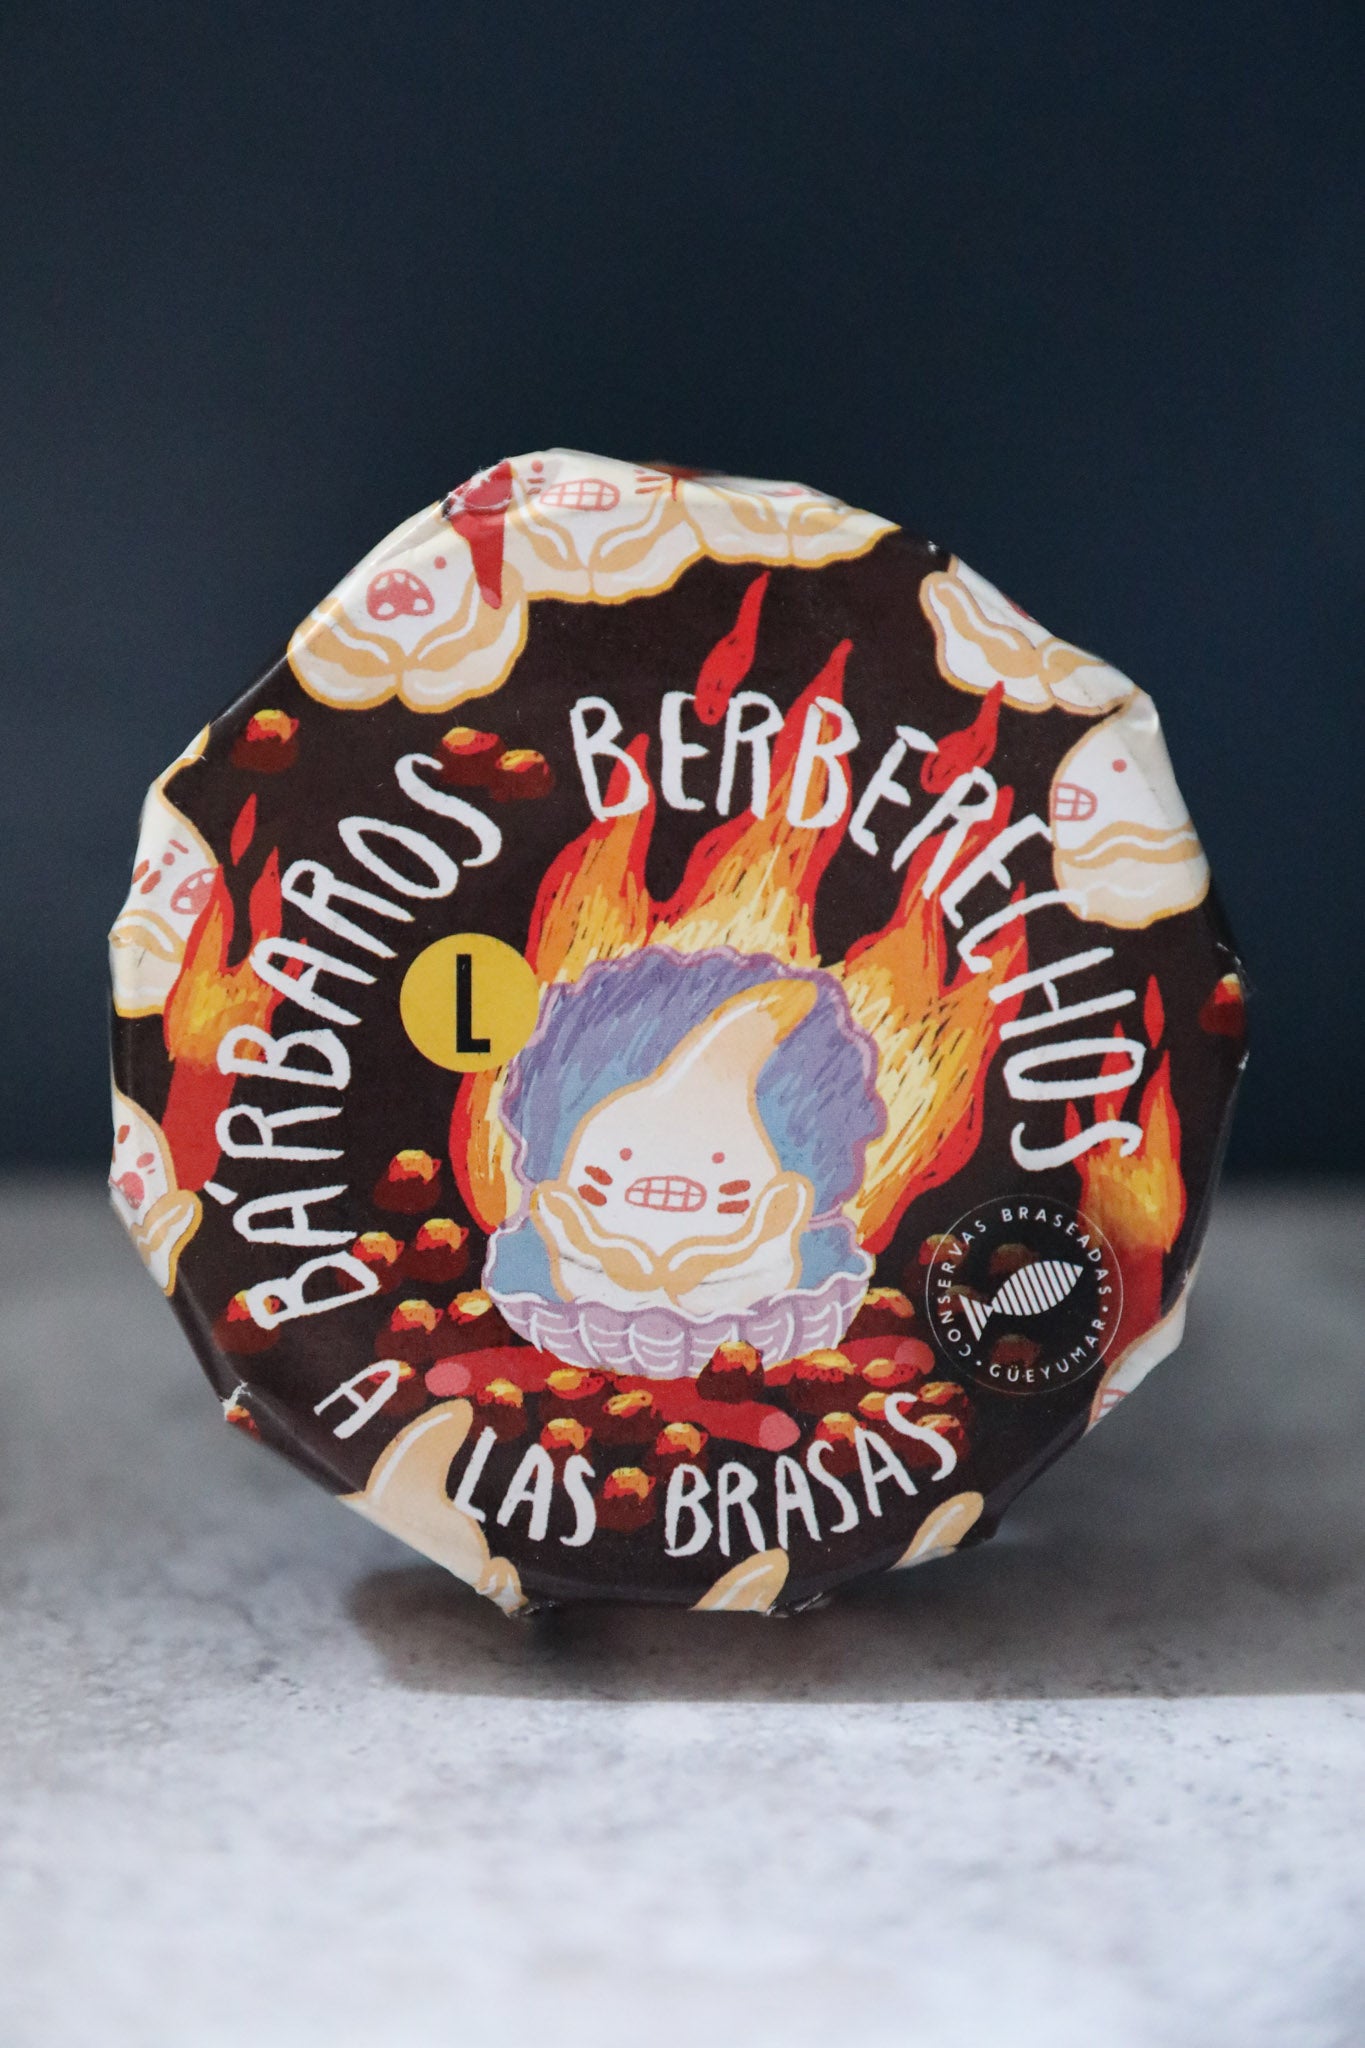 BÁRBAROS BERBERECHOS
L
A LAS BRASAS
CONSERVAS BRASEADAS · GÜEYUMAR ·